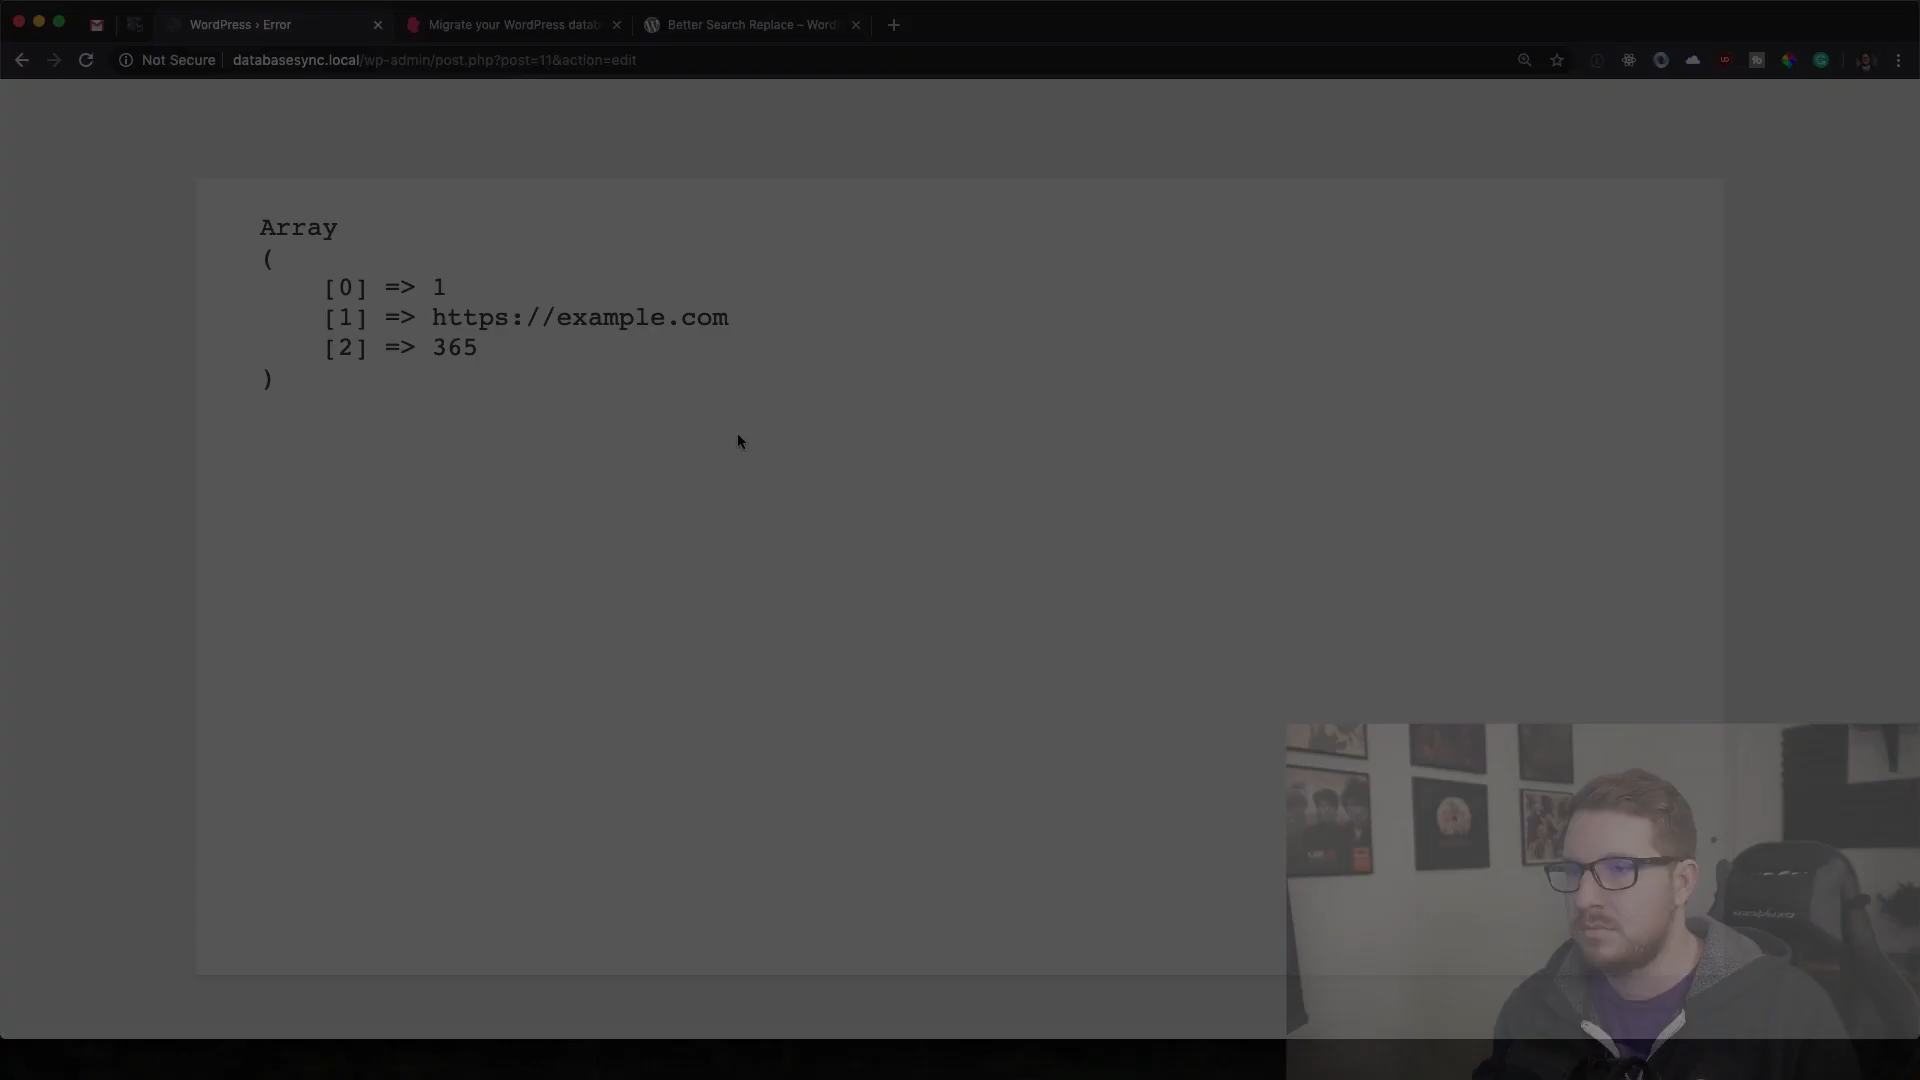 WordPress › Error
Migrate your WordPress datab
Better Search Replace – Word
Not Secure
databasesync.local/wp-admin/post.php?post=11&action=edit
Array
(
[0] => 1
[1] => https://example.com
[2] => 365
)